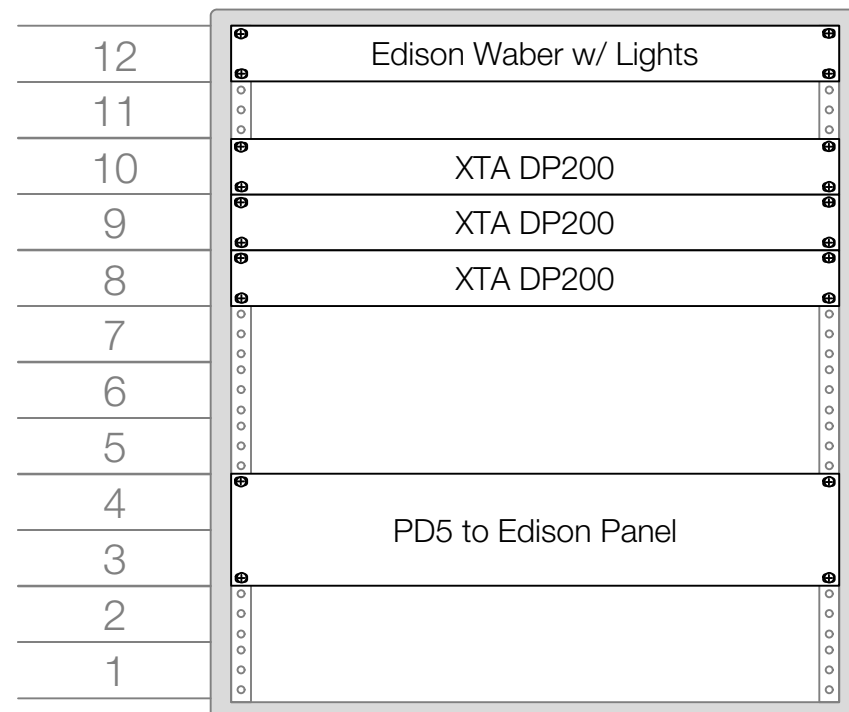 12 Edison Waber w/ Lights
11
10 XTA DP200
9 XTA DP200
8 XTA DP200
7
6
5
4
PD5 to Edison Panel
3
2
1